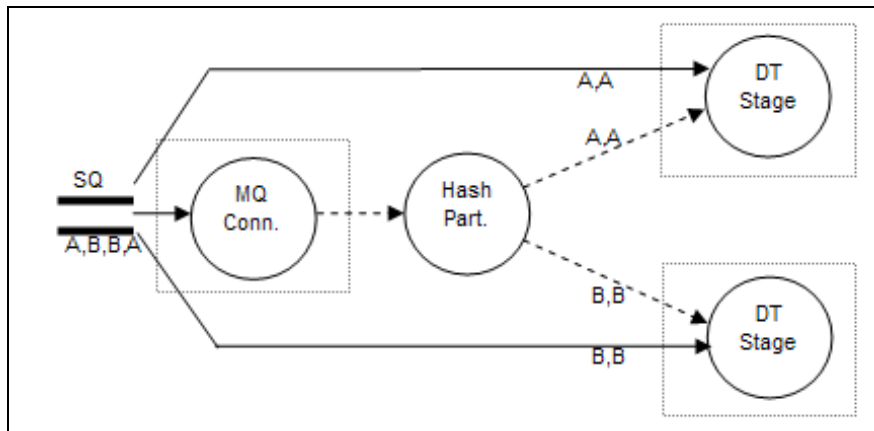 DT
Stage
A,A
A,A
SQ
MQ
Conn.
Hash
Part.
A,B,B,A
B,B
DT
Stage
B,B